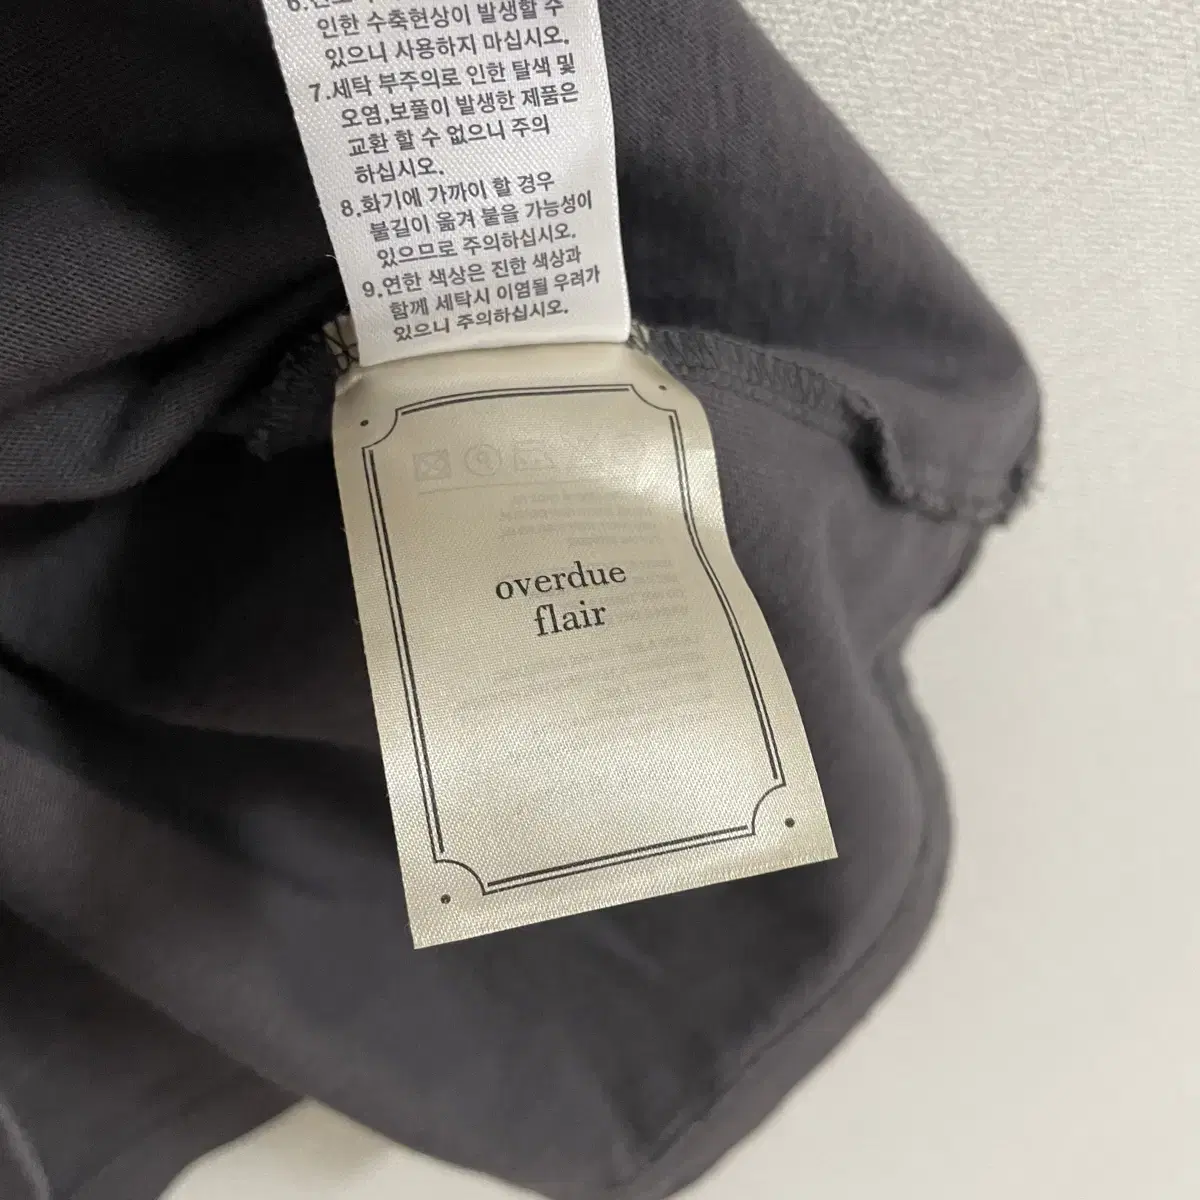 인한 수축현상이 발생할 수
있으니 사용하지 마십시오.
7.세탁 부주의로 인한 탈색 및
오염,보풀이 발생한 제품은
교환 할 수 없으니 주의
하십시오.
8.화기에 가까이 할 경우
불길이 옮겨 붙을 가능성이
있으므로 주의하십시오.
9.연한 색상은 진한 색상과
함께 세탁시 이염될 우려가
있으니 주의하십시오.
overdue
flair